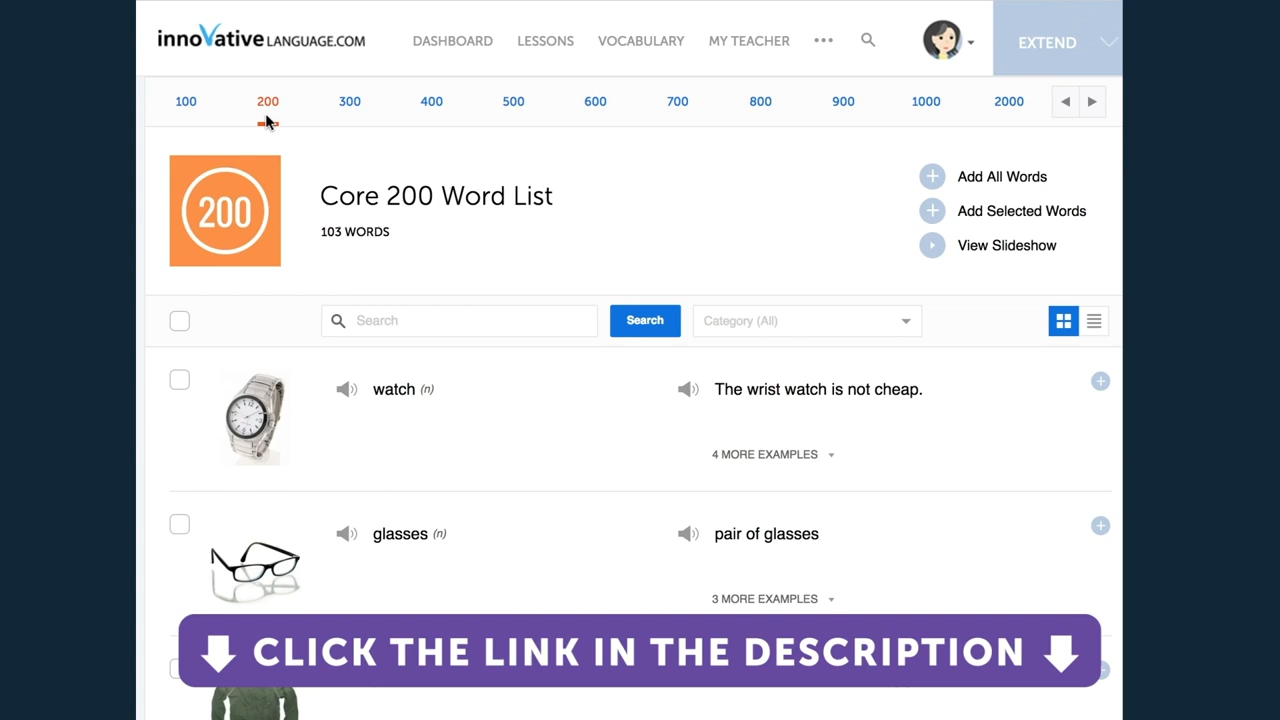 innoVative LANGUAGE.COM DASHBOARD LESSONS VOCABULARY MY TEACHER ••• EXTEND
100 200 300 400 500 600 700 800 900 1000 2000
200
Core 200 Word List
103 WORDS
Add All Words
Add Selected Words
View Slideshow
Search Search Category (All)
watch (n) The wrist watch is not cheap.
4 MORE EXAMPLES
glasses (n) pair of glasses
3 MORE EXAMPLES
CLICK THE LINK IN THE DESCRIPTION